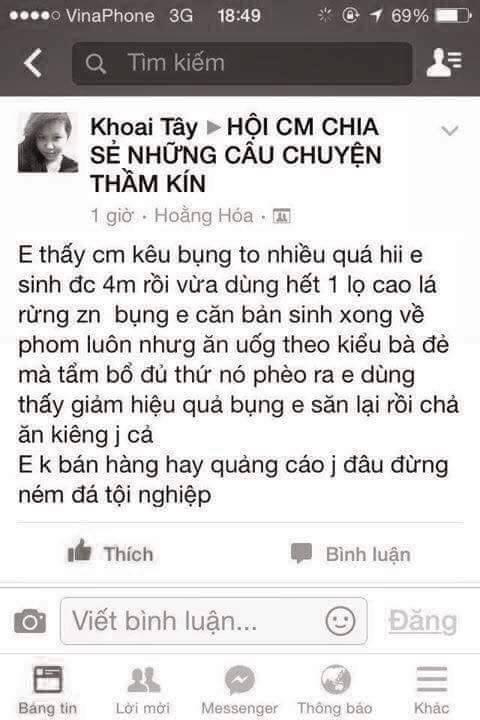 VinaPhone 3G 18:49 69%
Tìm kiếm
Khoai Tây ▶ HỘI CM CHIA
SẺ NHỮNG CÂU CHUYỆN
THẦM KÍN
1 giờ · Hoằng Hóa ·
E thấy cm kêu bụng to nhiều quá hii e
sinh đc 4m rồi vừa dùng hết 1 lọ cao lá
rừng zn bụng e căn bản sinh xong về
phom luôn nhưg ăn uốg theo kiểu bà đẻ
mà tẩm bổ đủ thứ nó phèo ra e dùng
thấy giảm hiệu quả bụng e săn lại rồi chả
ăn kiêng j cả
E k bán hàng hay quảng cáo j đâu đừng
ném đá tội nghiệp
Thích Bình luận
Viết bình luận... Đăng
Bảng tin Lời mời Messenger Thông báo Khác